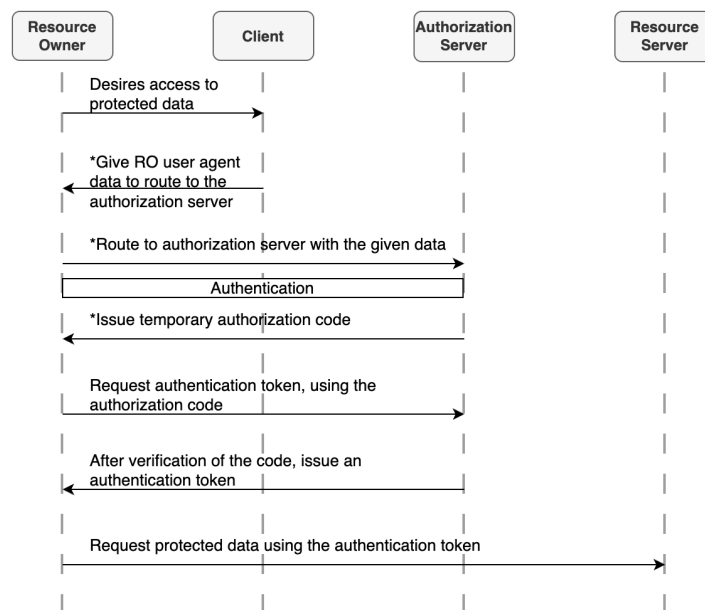 Resource
Owner
Client
Authorization
Server
Resource
Server
Desires access to
protected data
*Give RO user agent
data to route to the
authorization server
*Route to authorization server with the given data
Authentication
*Issue temporary authorization code
Request authentication token, using the
authorization code
After verification of the code, issue an
authentication token
Request protected data using the authentication token